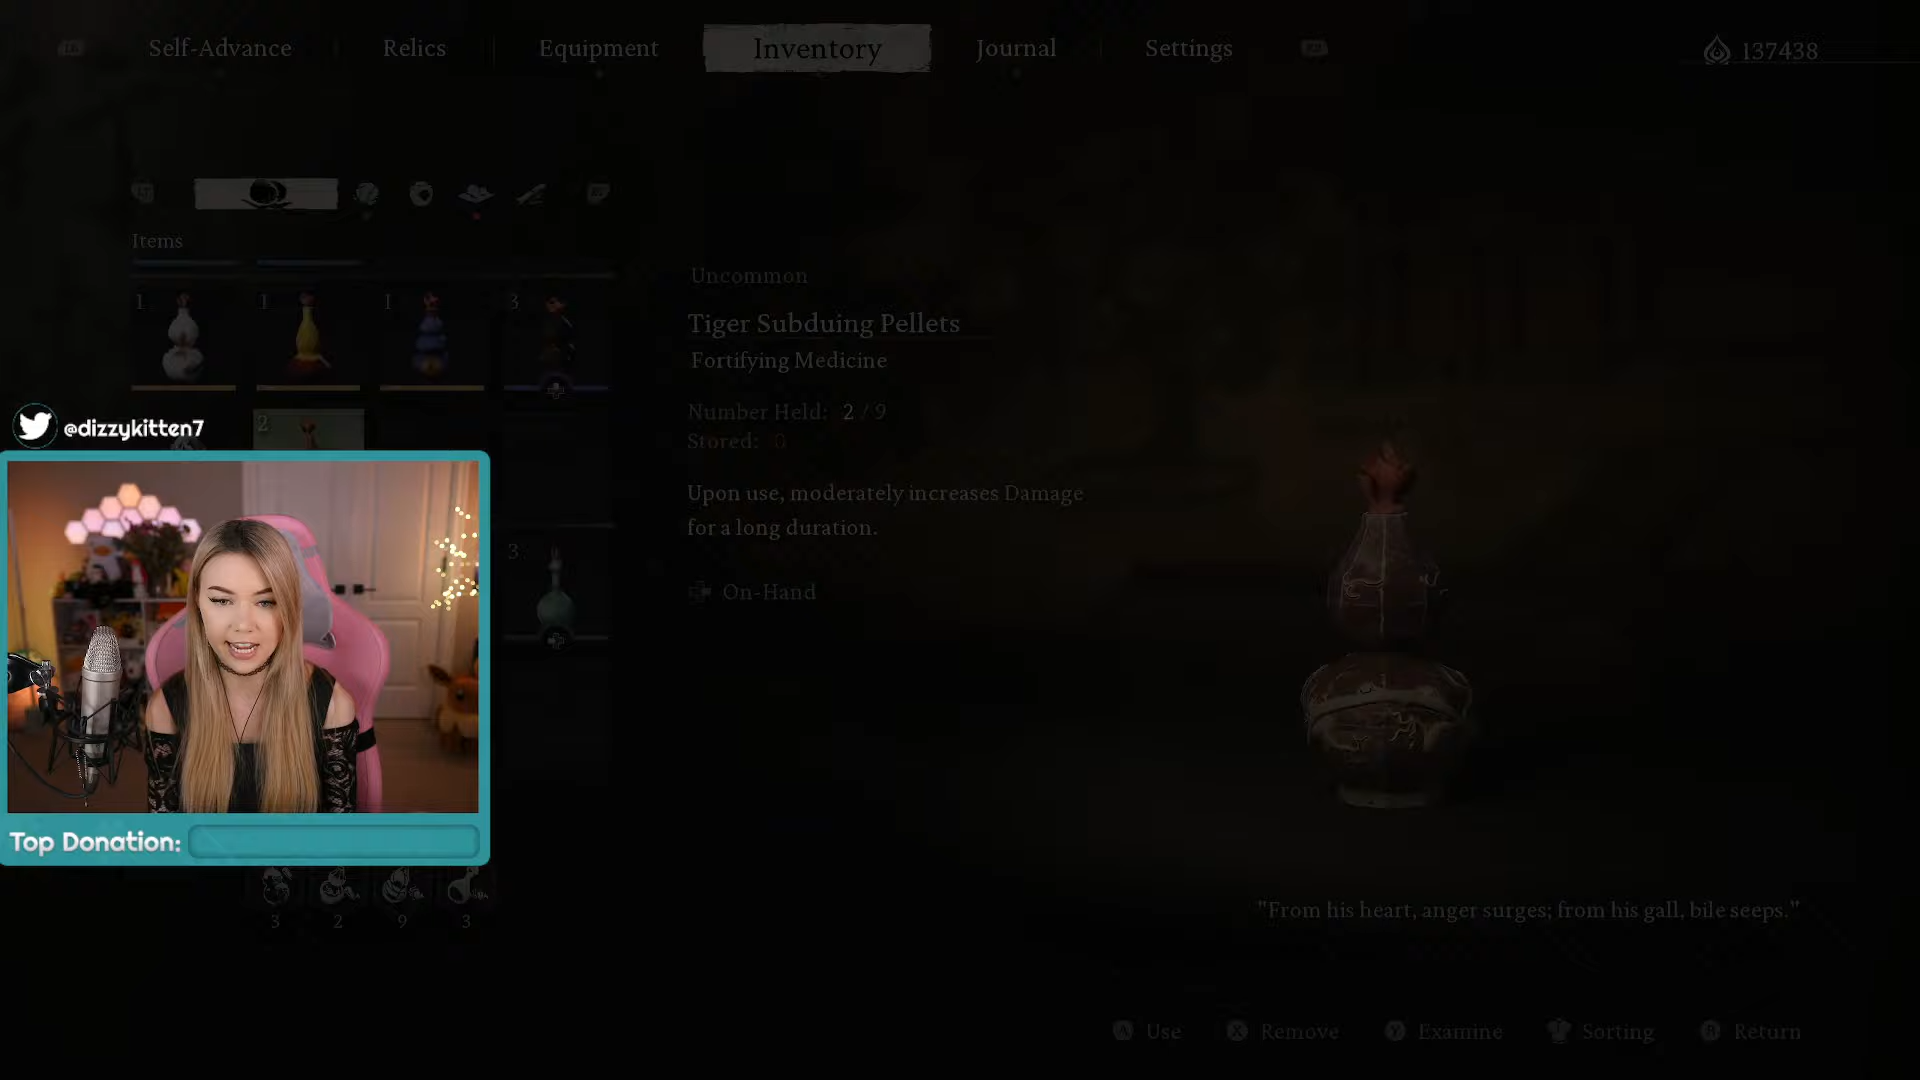 Self-Advance
Relics
Equipment
Inventory
Journal
Settings
137438
Items
1
1
1
3
2
3
Uncommon
Tiger Subduing Pellets
Fortifying Medicine
Number Held: 2 / 9
Stored: 0
Upon use, moderately increases Damage
for a long duration.
On-Hand
@dizzykitten7
Top Donation:
3
2
9
3
"From his heart, anger surges; from his gall, bile seeps."
A Use
X Remove
Y Examine
Sorting
B Return